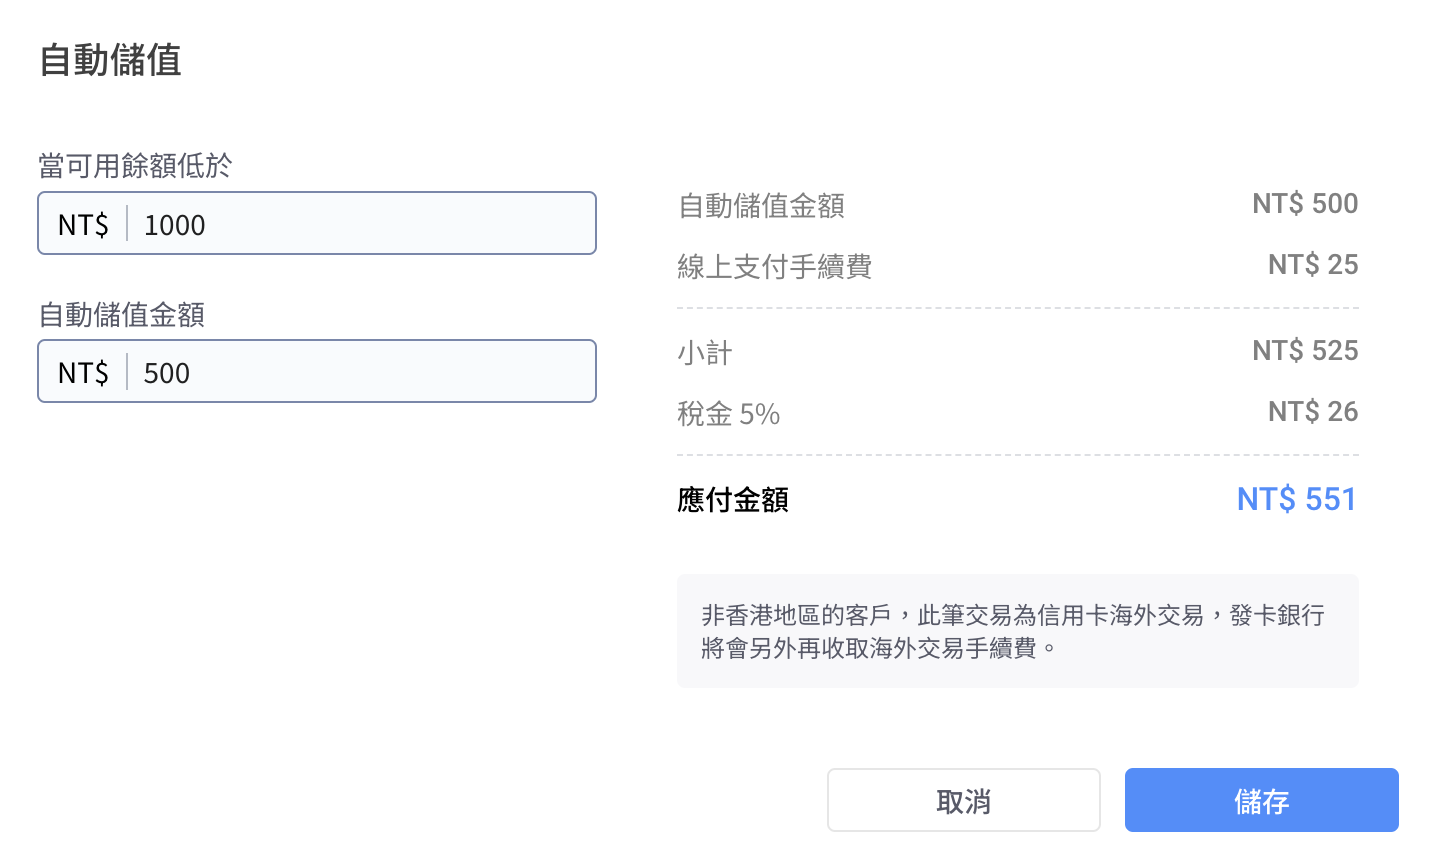 自動儲值
當可用餘額低於
NT$ 1000
自動儲值金額
NT$ 500
自動儲值金額 NT$ 500
線上支付手續費 NT$ 25
小計 NT$ 525
稅金 5% NT$ 26
應付金額 NT$ 551
非香港地區的客戶，此筆交易為信用卡海外交易，發卡銀行
將會另外再收取海外交易手續費。
取消 儲存